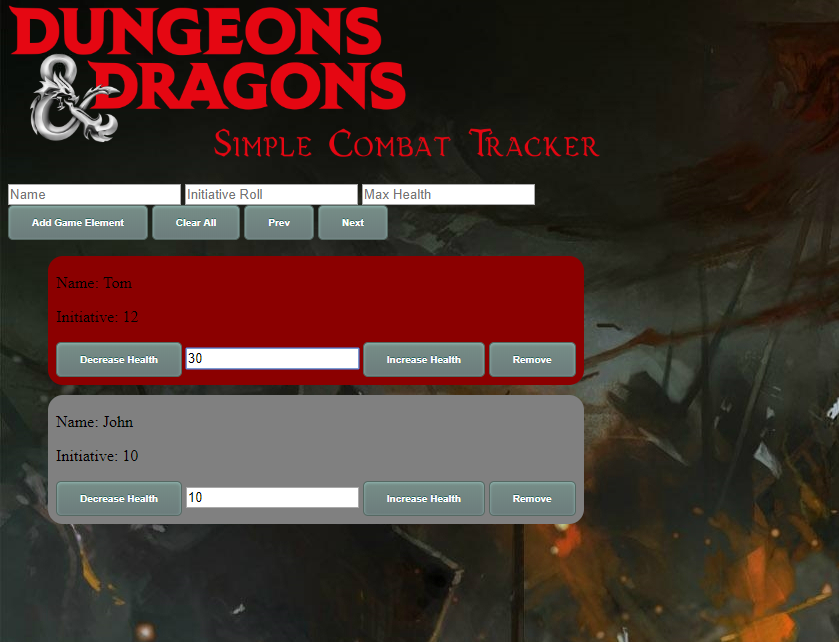 DUNGEONS
& DRAGONS
Simple Combat Tracker
Name Initiative Roll Max Health
Add Game Element Clear All Prev Next
Name: Tom
Initiative: 12
Decrease Health 30 Increase Health Remove
Name: John
Initiative: 10
Decrease Health 10 Increase Health Remove